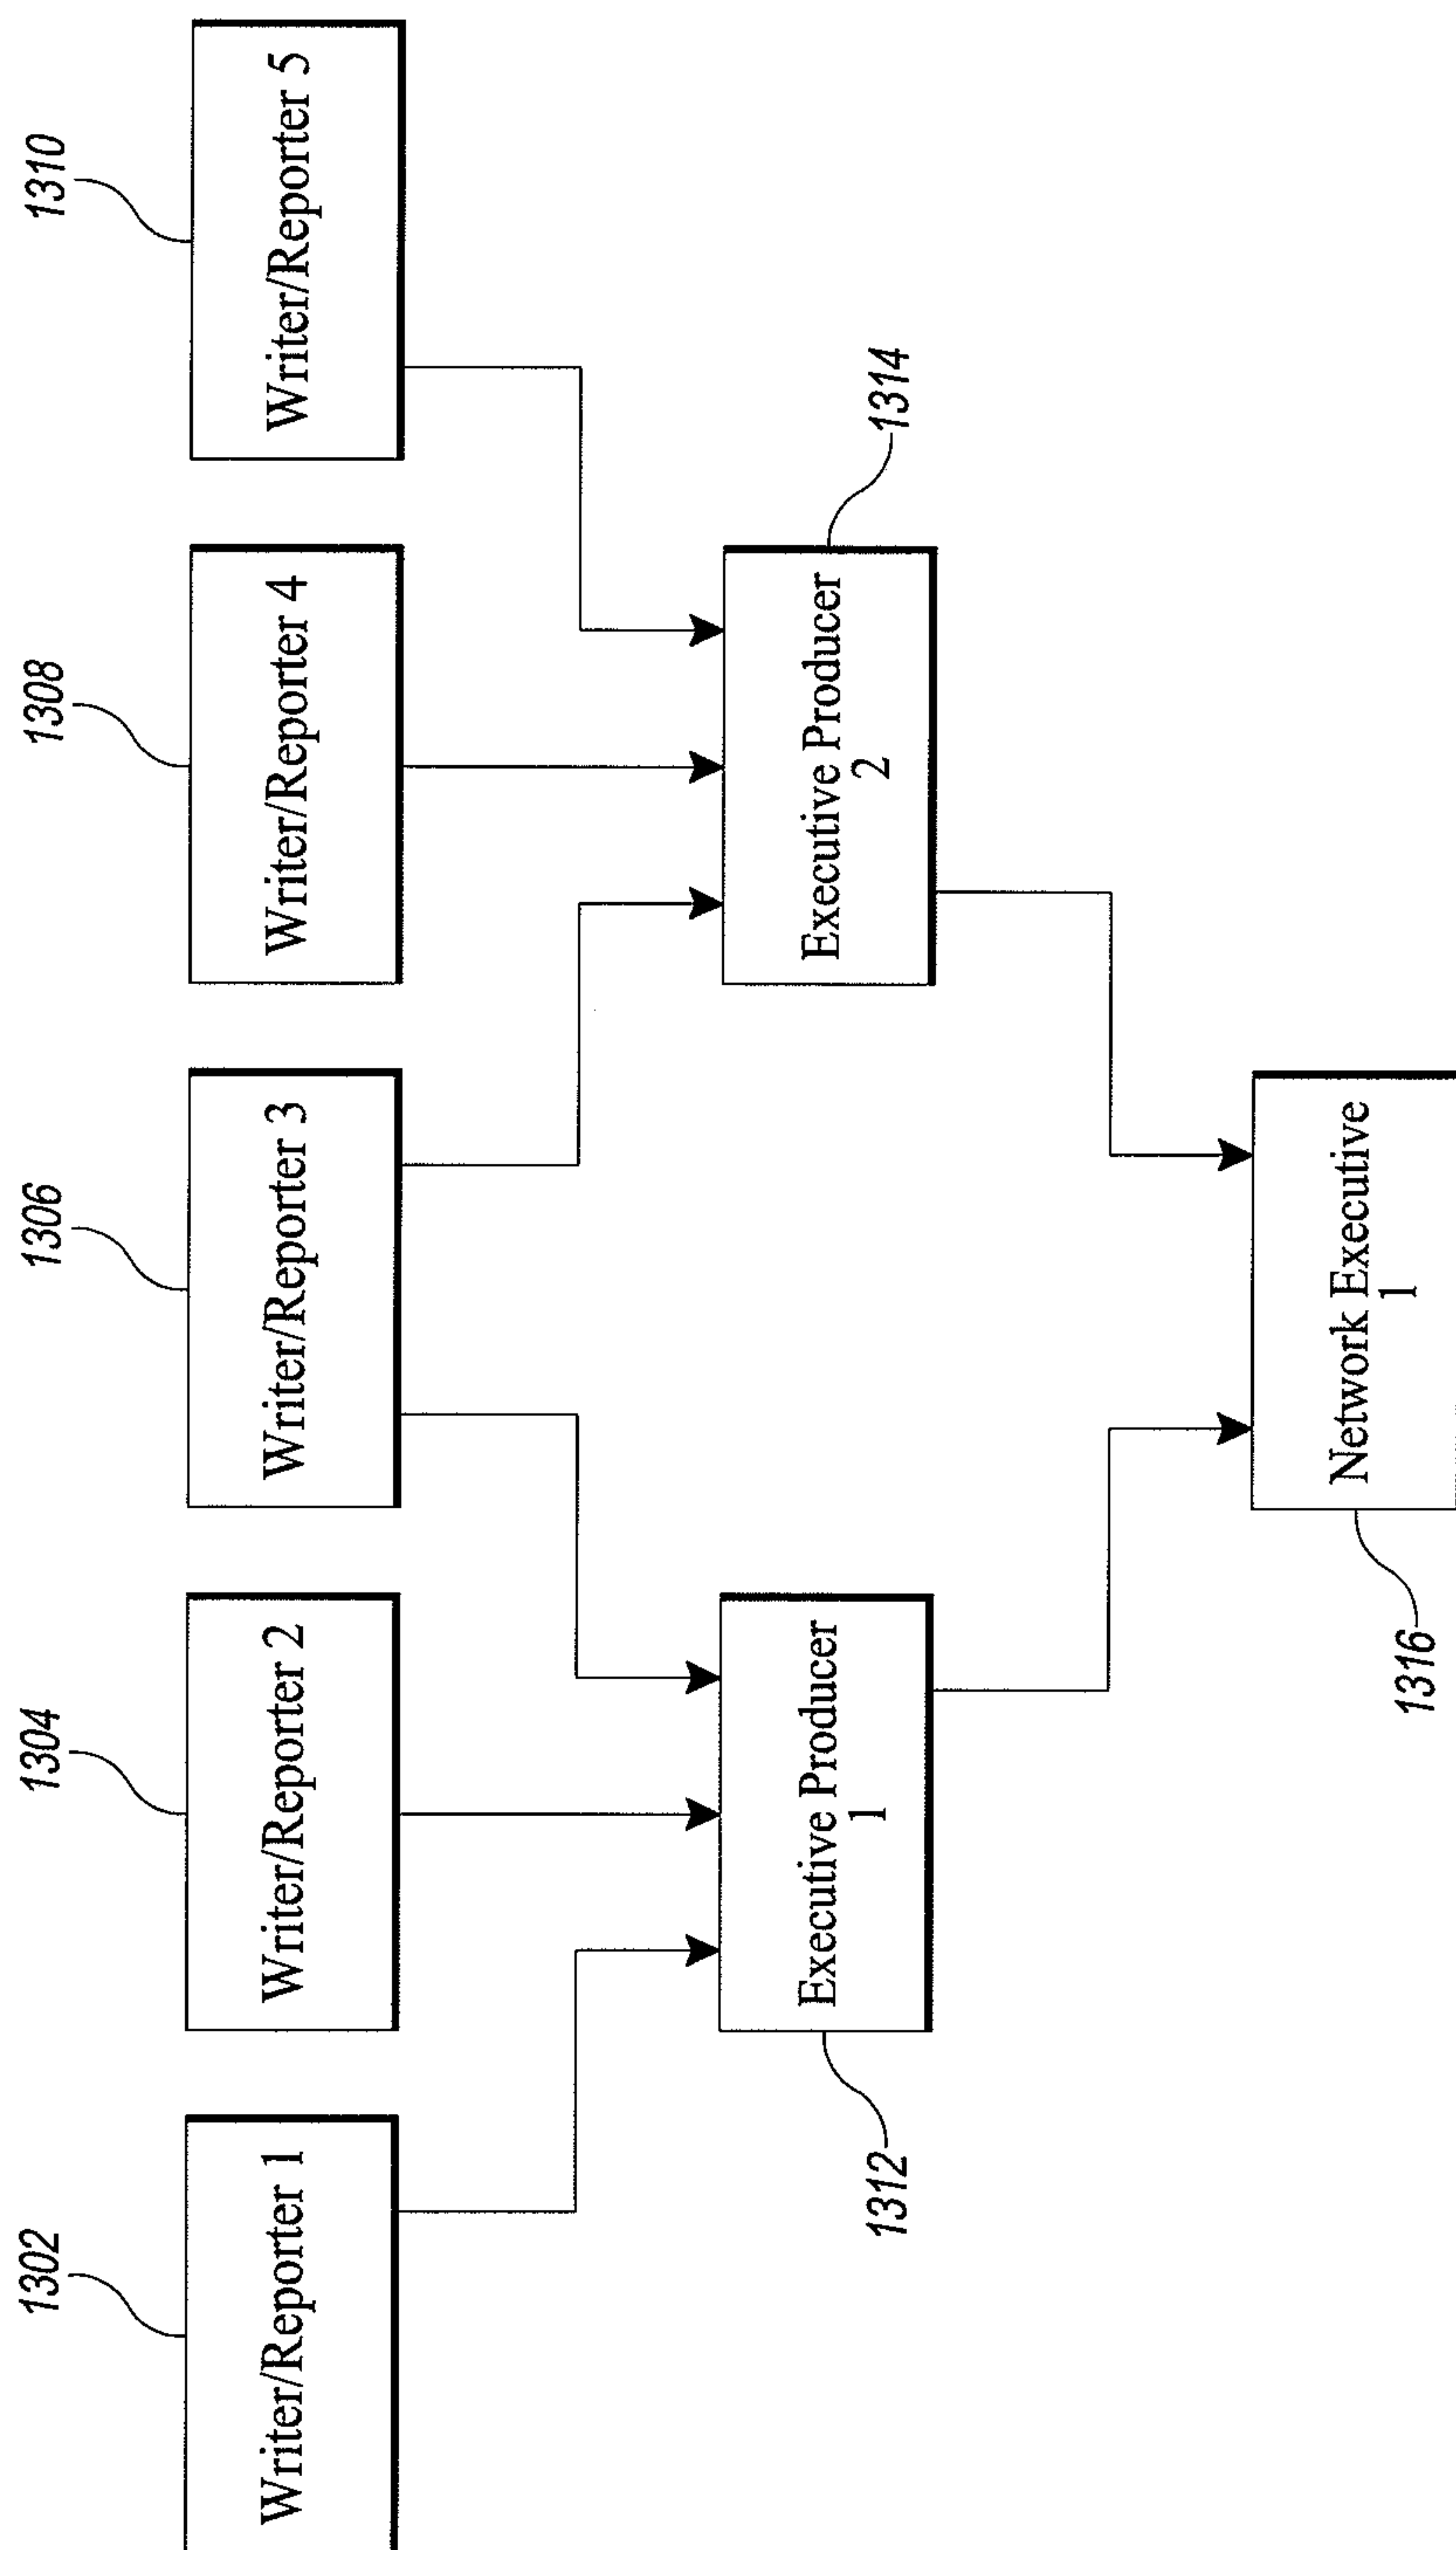 1302
1304
1306
1308
1310
Writer/Reporter 1
Writer/Reporter 2
Writer/Reporter 3
Writer/Reporter 4
Writer/Reporter 5
1312
Executive Producer
1
Executive Producer
2
1314
1316
Network Executive
1